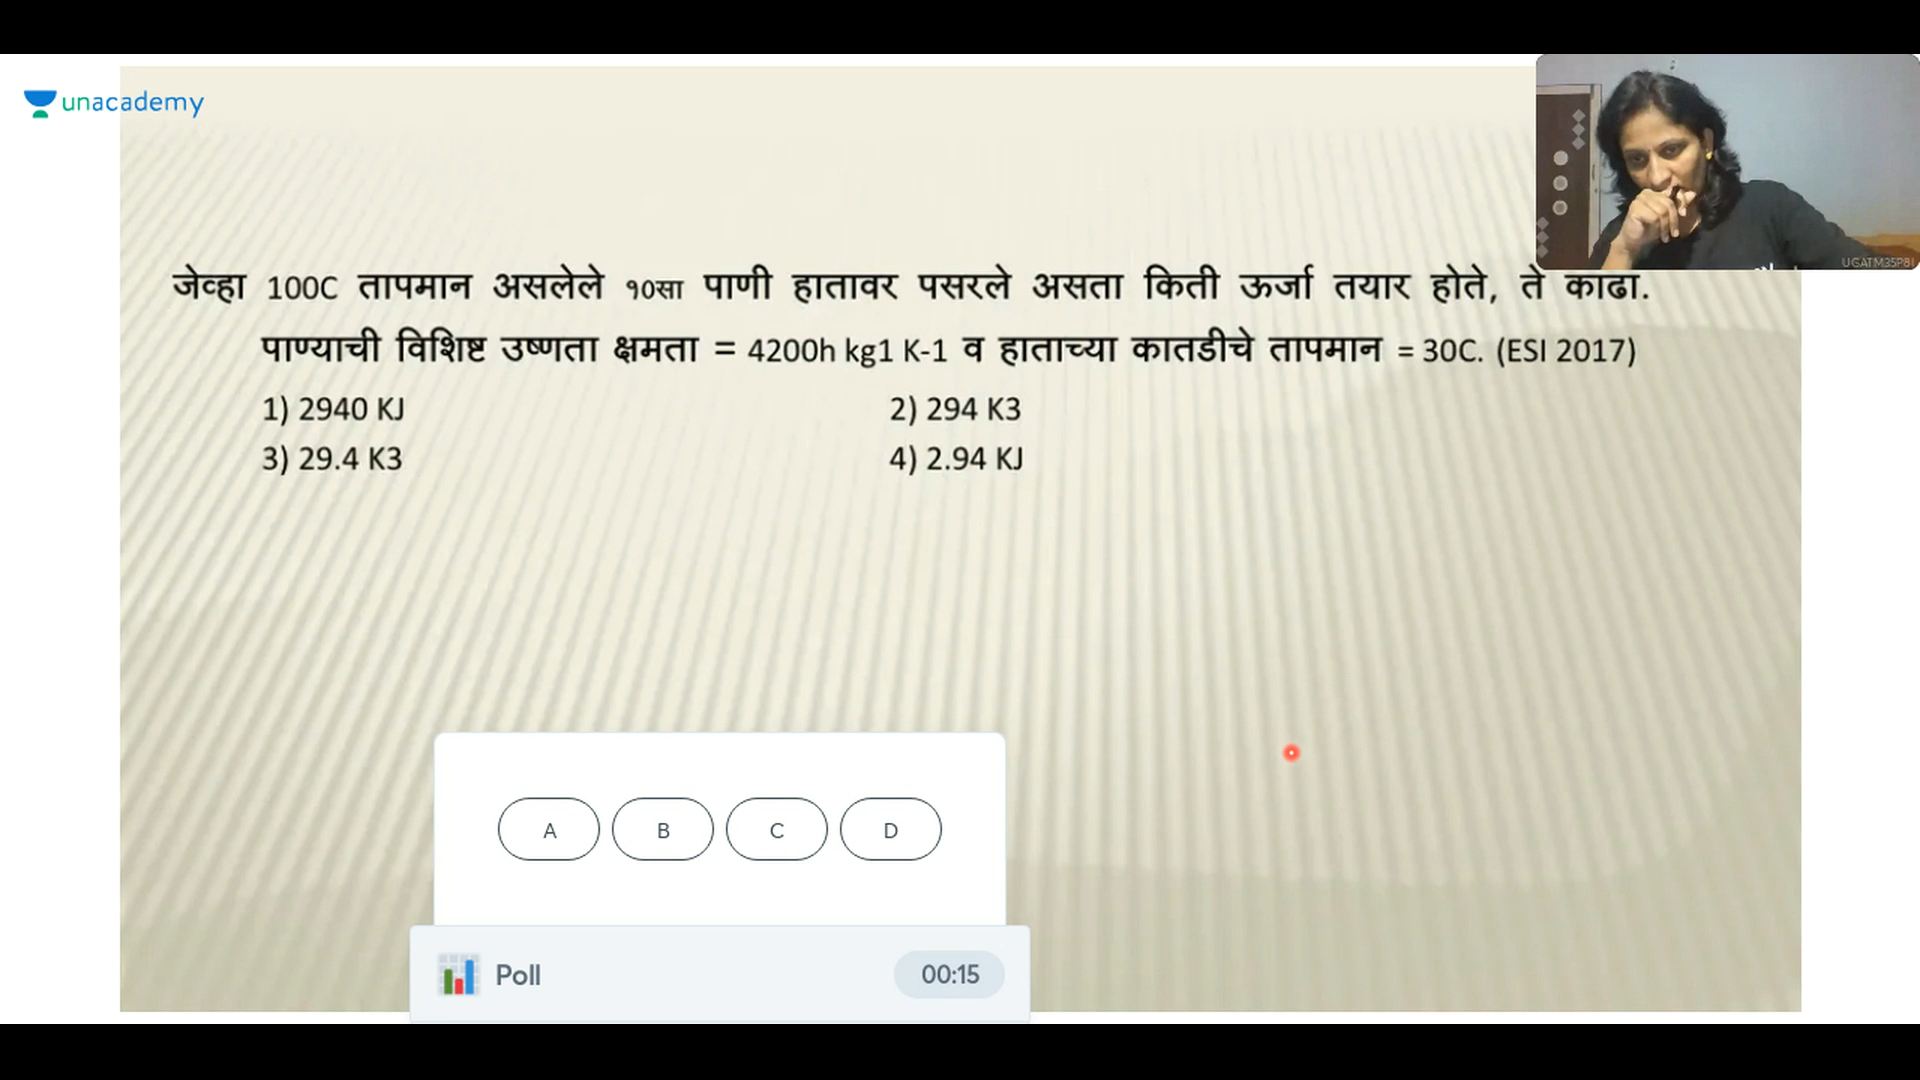 unacademy
UGATM35P8I
जेव्हा 100C तापमान असलेले १0सा पाणी हातावर पसरले असता किती ऊर्जा तयार होते, ते काढा.
पाण्याची विशिष्ट उष्णता क्षमता = 4200h kg1 K-1 व हाताच्या कातडीचे तापमान = 30C. (ESI 2017)
1) 2940 KJ 2) 294 K3
3) 29.4 K3 4) 2.94 KJ
A B C D
Poll 00:15